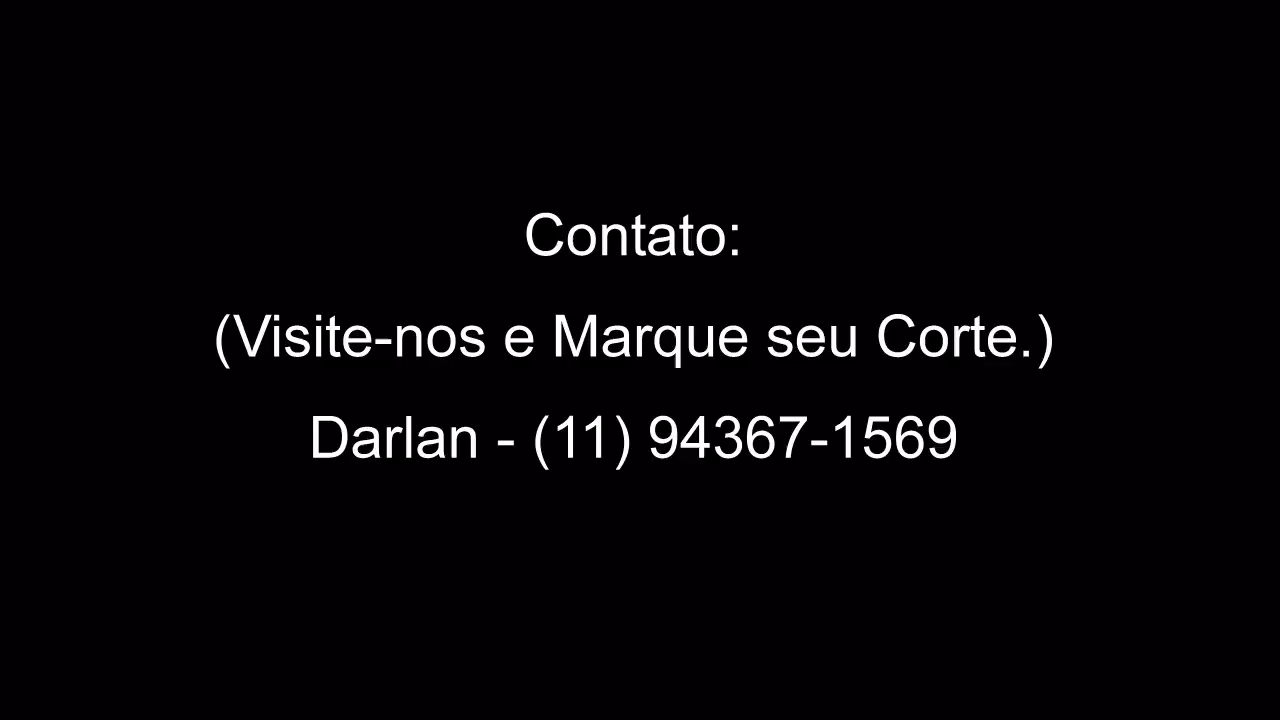 Contato:
(Visite-nos e Marque seu Corte.)
Darlan - (11) 94367-1569